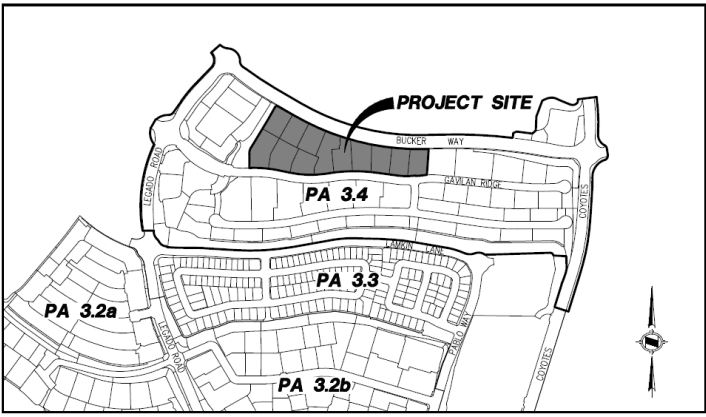 PROJECT SITE
BUCKER WAY
LEGADO ROAD
GAVILAN RIDGE
PA 3.4
COYOTES
LAMKIN LANE
PA 3.3
PA 3.2a
LEGADO ROAD
PABLO WAY
COYOTES
PA 3.2b